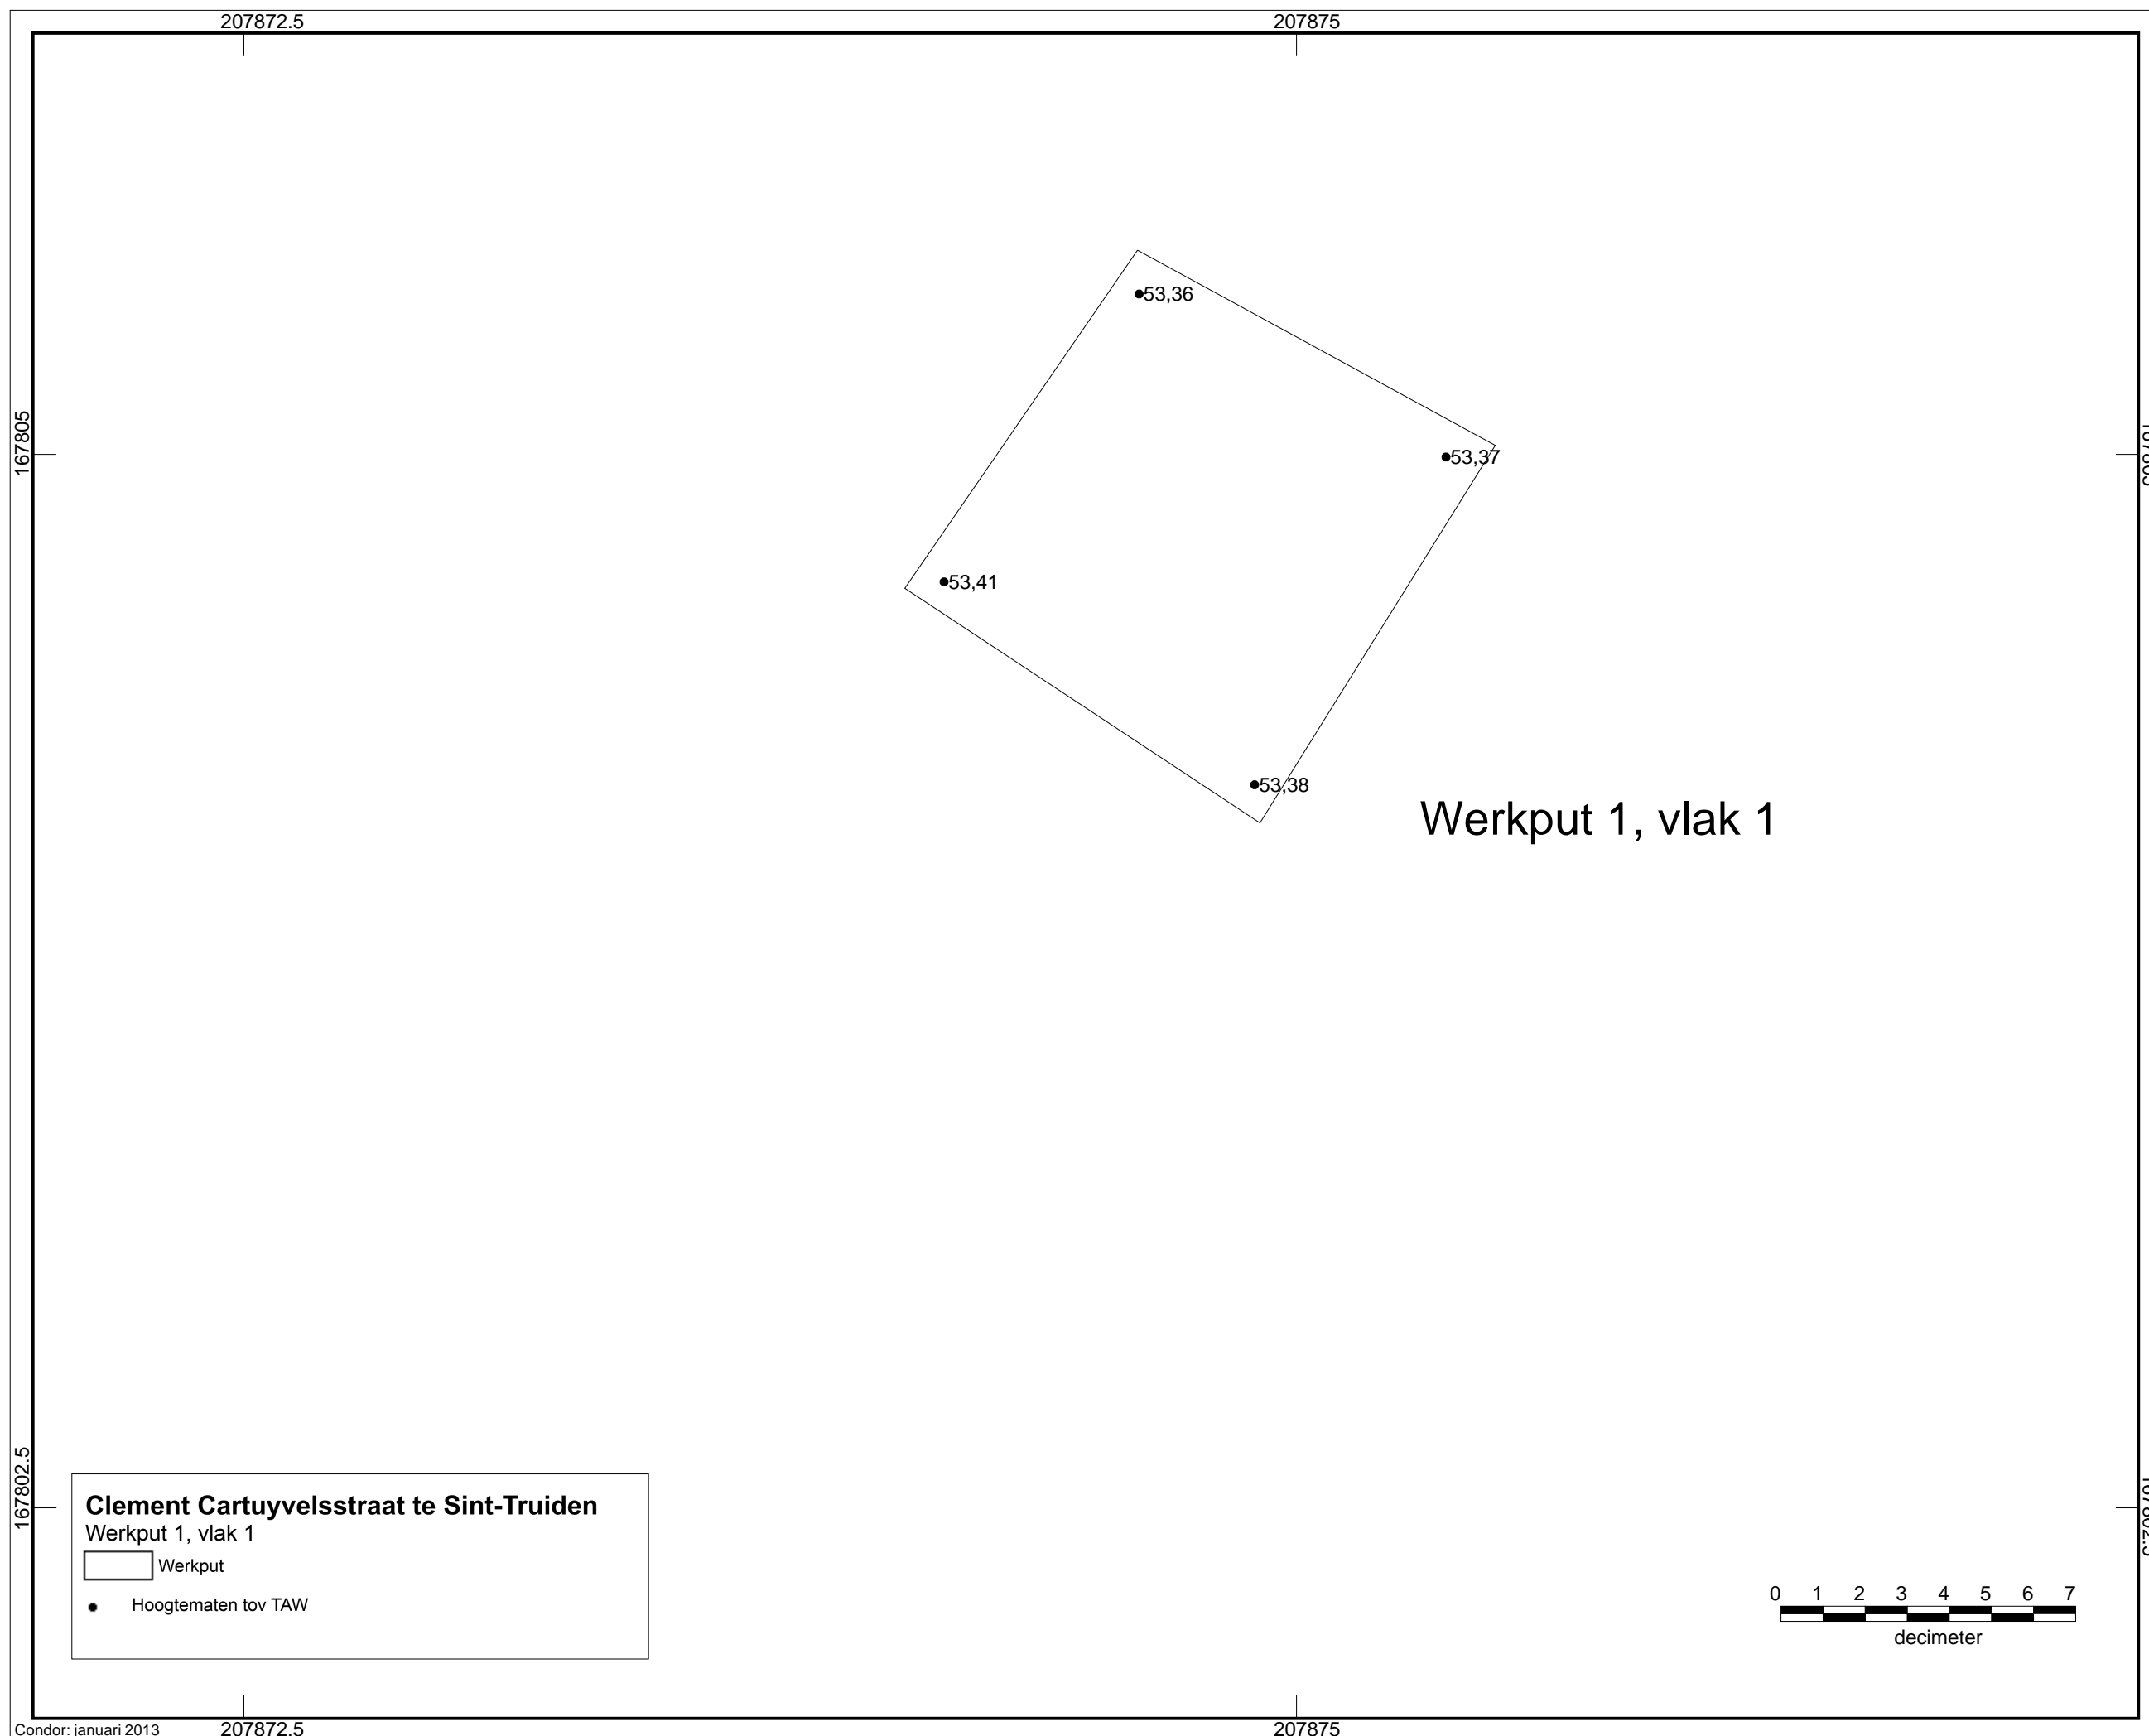 207872.5 207875
53,36
167805
53,37
53,41
53,38
Werkput 1, vlak 1
167802.5
Clement Cartuyvelsstraat te Sint-Truiden
Werkput 1, vlak 1
Werkput
Hoogtematen tov TAW
0 1 2 3 4 5 6 7
decimeter
Condor: januari 2013
207872.5 207875